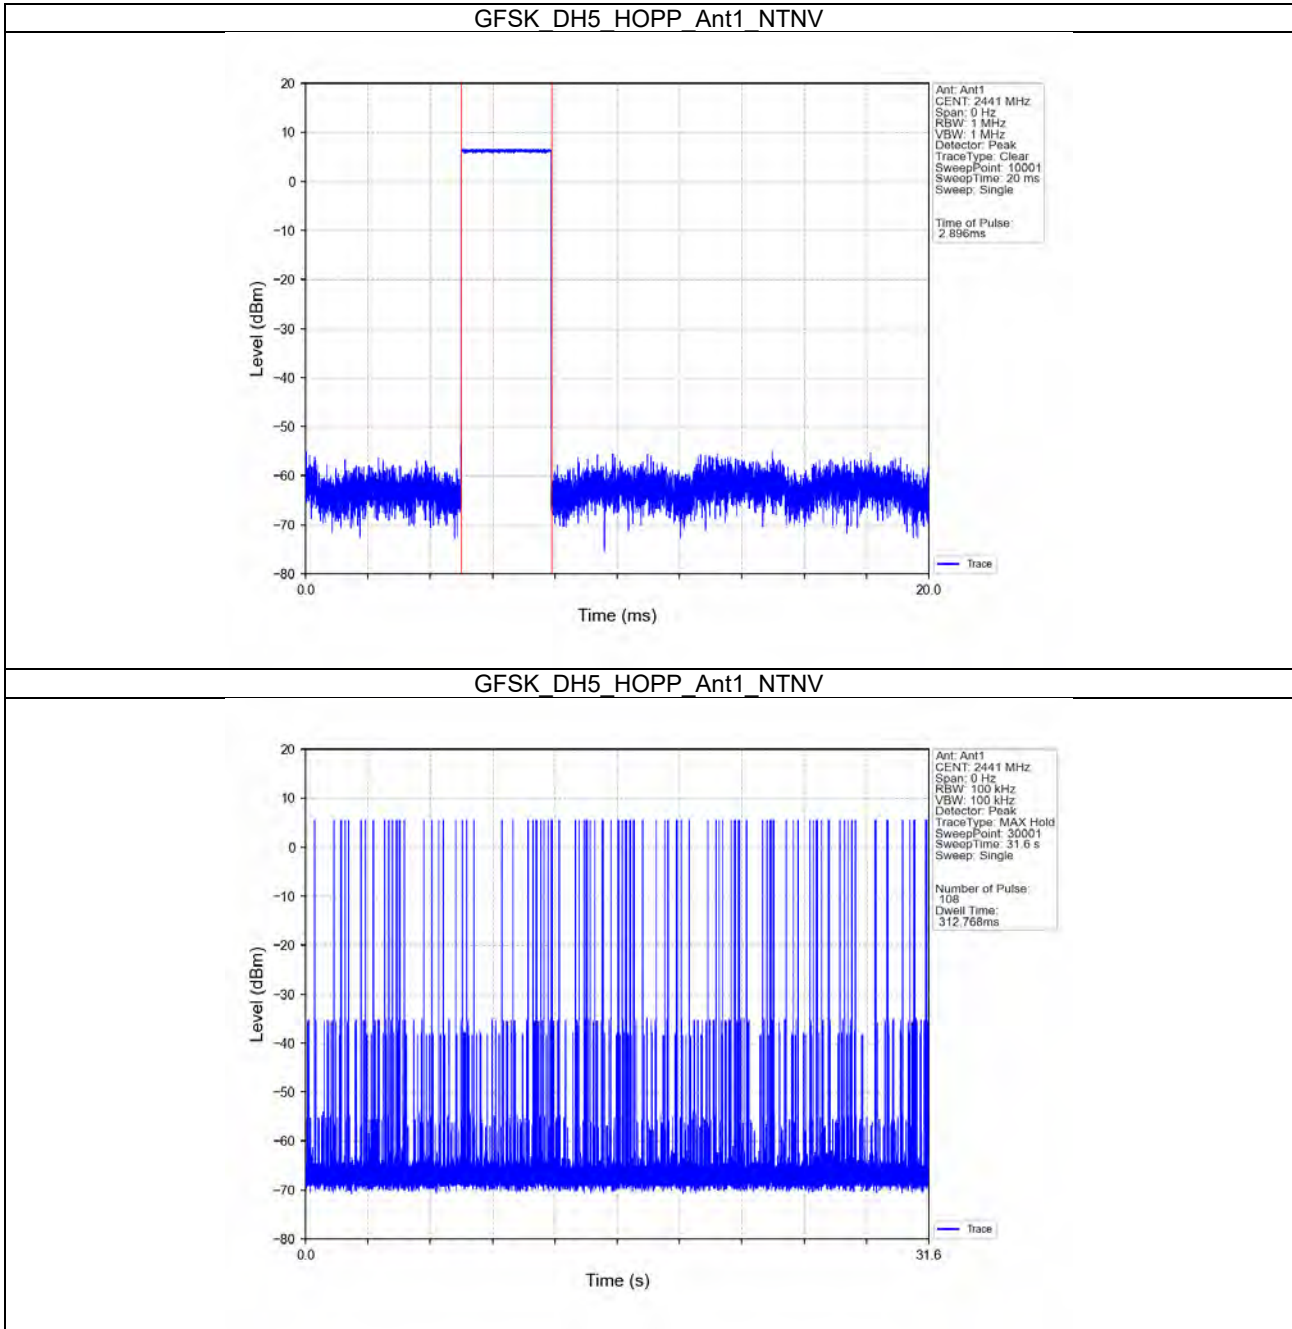 GFSK_DH5_HOPP_Ant1_NTNV
20
10
0
−10
−20
−30
−40
−50
−60
−70
−80
Level (dBm)
0.0
20.0
Time (ms)
Ant: Ant1
CENT: 2441 MHz
Span: 0 Hz
RBW: 1 MHz
VBW: 1 MHz
Detector: Peak
TraceType: Clear
SweepPoint: 10001
SweepTime: 20 ms
Sweep: Single
Time of Pulse:
2.896ms
Trace
GFSK_DH5_HOPP_Ant1_NTNV
20
10
0
−10
−20
−30
−40
−50
−60
−70
−80
Level (dBm)
0.0
31.6
Time (s)
Ant: Ant1
CENT: 2441 MHz
Span: 0 Hz
RBW: 100 kHz
VBW: 100 kHz
Detector: Peak
TraceType: MAX Hold
SweepPoint: 30001
SweepTime: 31.6 s
Sweep: Single
Number of Pulse:
108
Dwell Time:
312.768ms
Trace